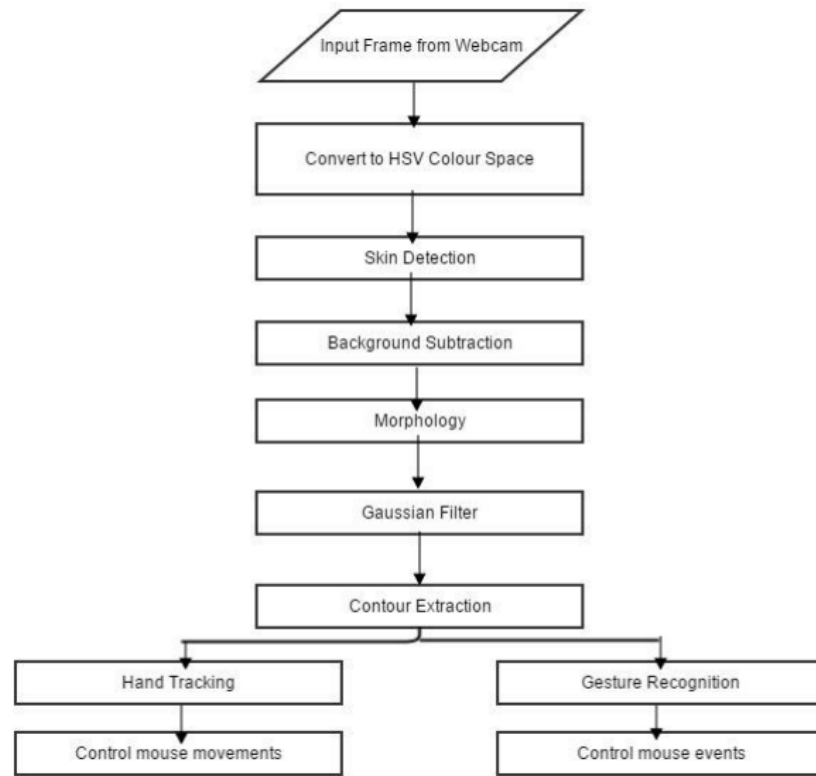 Input Frame from Webcam
Convert to HSV Colour Space
Skin Detection
Background Subtraction
Morphology
Gaussian Filter
Contour Extraction
Hand Tracking
Gesture Recognition
Control mouse movements
Control mouse events